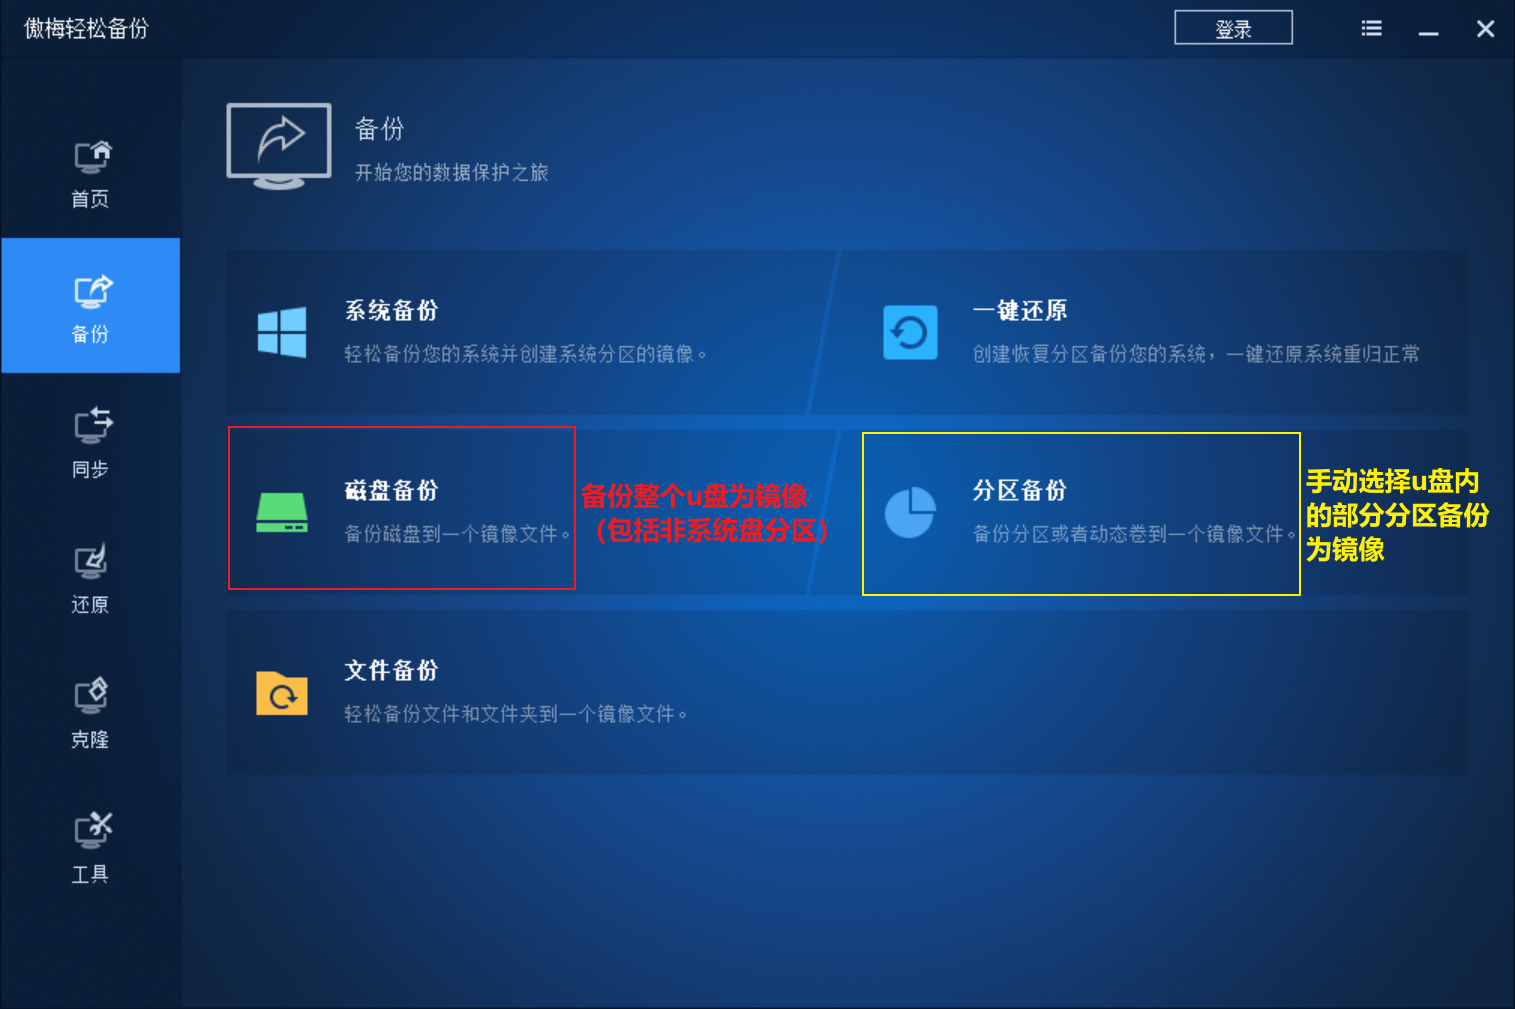 傲梅轻松备份
登录
首页
备份
同步
还原
克隆
工具
备份
开始您的数据保护之旅
系统备份
轻松备份您的系统并创建系统分区的镜像。
一键还原
创建恢复分区备份您的系统，一键还原系统重归正常
磁盘备份
备份磁盘到一个镜像文件。
备份整个u盘为镜像
（包括非系统盘分区）
分区备份
备份分区或者动态卷到一个镜像文件。
手动选择u盘内
的部分分区备份
为镜像
文件备份
轻松备份文件和文件夹到一个镜像文件。